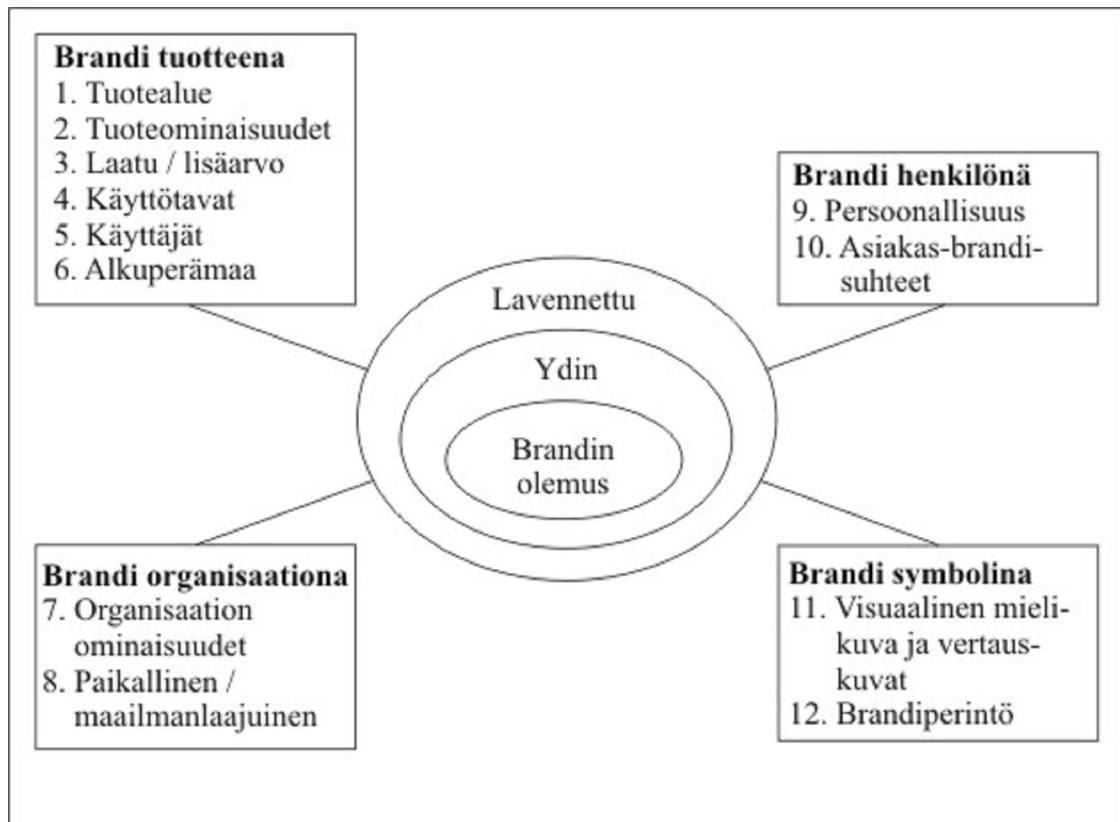 Brandi tuotteena
1. Tuotealue
2. Tuoteominaisuudet
3. Laatu / lisäarvo
4. Käyttötavat
5. Käyttäjät
6. Alkuperämaa
Brandi henkilönä
9. Persoonallisuus
10. Asiakas-brandi-
suhteet
Lavennettu
Ydin
Brandin
olemus
Brandi organisaationa
7. Organisaation
ominaisuudet
8. Paikallinen /
maailmanlaajuinen
Brandi symbolina
11. Visuaalinen mieli-
kuva ja vertaus-
kuvat
12. Brandiperintö